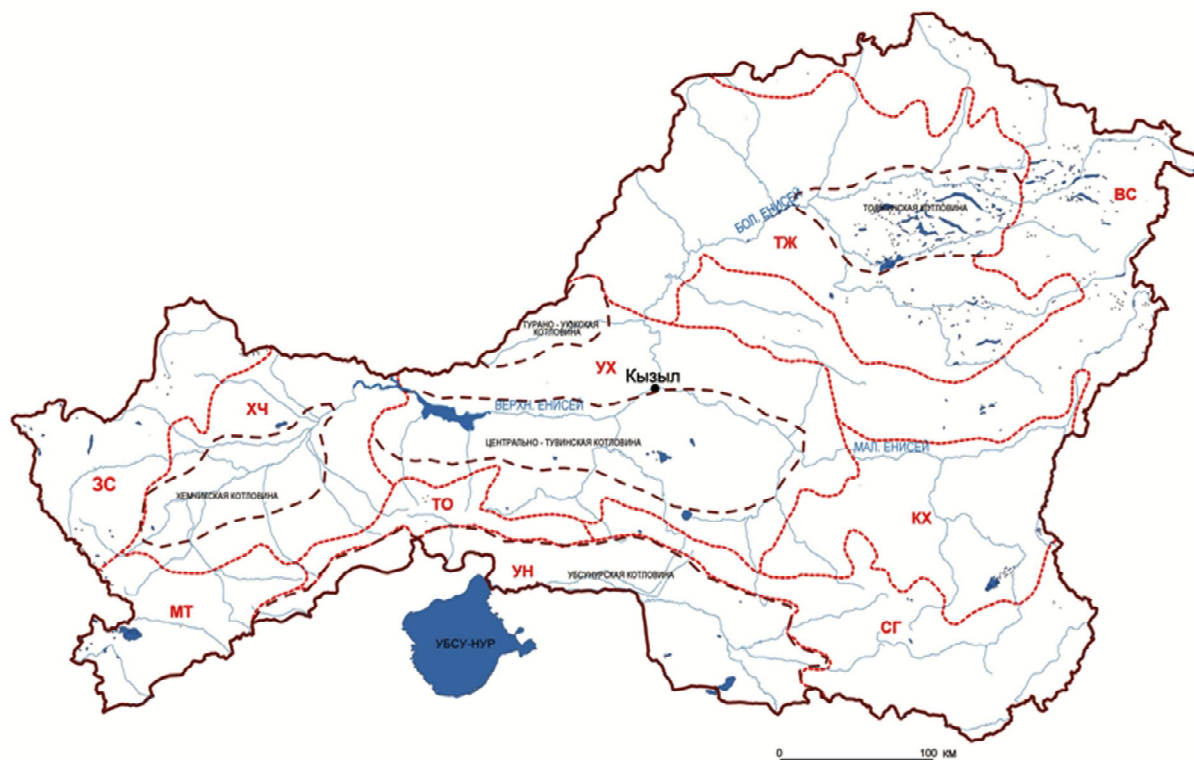 ВС
БОЛ. ЕНИСЕЙ
ТОДЖИНСКАЯ КОТЛОВИНА
ТЖ
ТУРАНО - УЮКСКАЯ
КОТЛОВИНА
УХ
Кызыл
ХЧ
ВЕРХН. ЕНИСЕЙ
ЦЕНТРАЛЬНО - ТУВИНСКАЯ КОТЛОВИНА
МАЛ. ЕНИСЕЙ
ЗС
ХЕМЧИКСКАЯ КОТЛОВИНА
ТО
КХ
УН
УБСУНУРСКАЯ КОТЛОВИНА
МТ
СГ
УБСУ-НУР
0 100 КМ